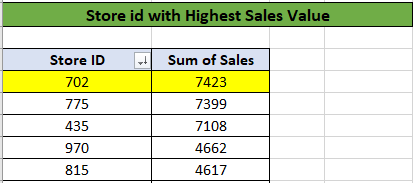 Store id with Highest Sales Value
Store ID Sum of Sales
702 7423
775 7399
435 7108
970 4662
815 4617